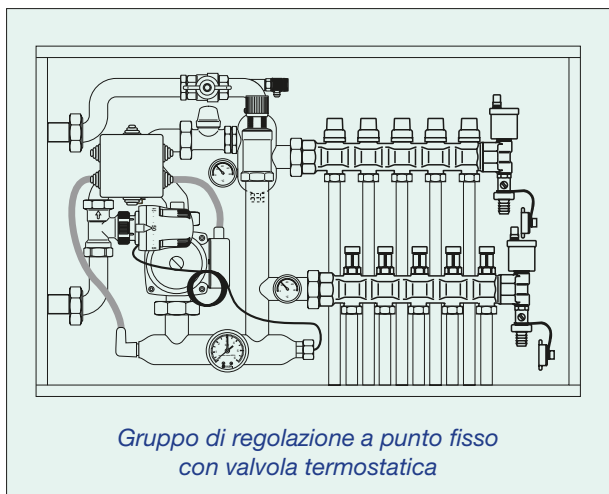 Gruppo di regolazione a punto fisso
con valvola termostatica